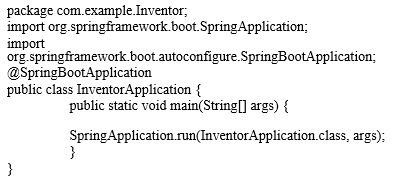 package com.example.Inventor;
import org.springframework.boot.SpringApplication;
import
org.springframework.boot.autoconfigure.SpringBootApplication;
@SpringBootApplication
public class InventorApplication {
public static void main(String[] args) {
SpringApplication.run(InventorApplication.class, args);
}
}